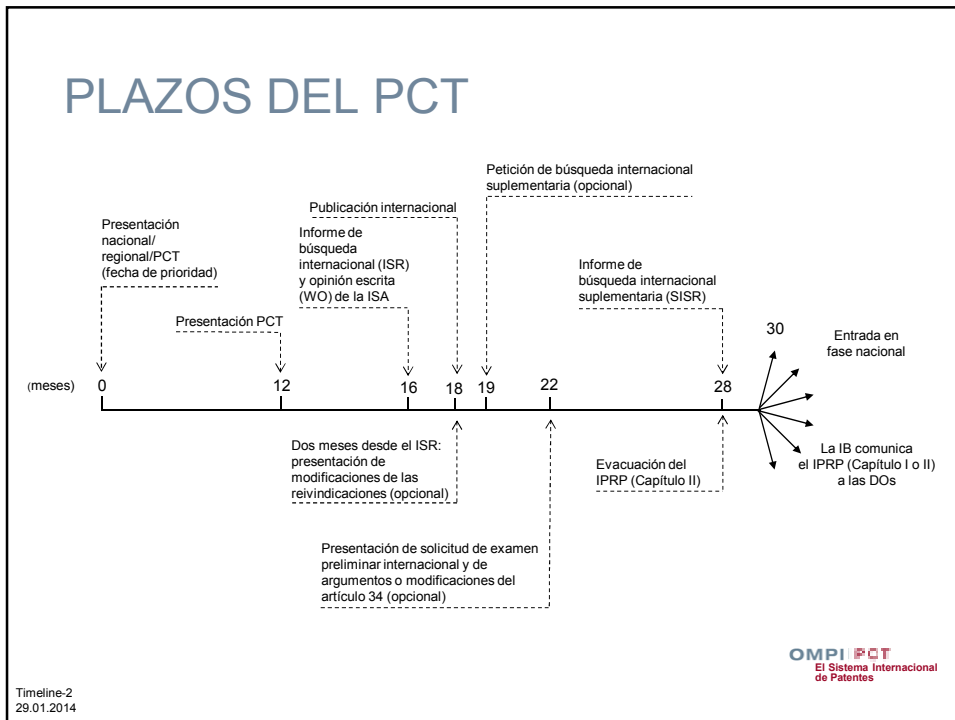 PLAZOS DEL PCT
Petición de búsqueda internacional
suplementaria (opcional)
Publicación internacional
Presentación
nacional/
regional/PCT
(fecha de prioridad)
Informe de
búsqueda
internacional (ISR)
y opinión escrita
(WO) de la ISA
Informe de
búsqueda internacional
suplementaria (SISR)
Presentación PCT
30
Entrada en
fase nacional
(meses) 0 12 16 18 19 22 28
Dos meses desde el ISR:
presentación de
modificaciones de las
reivindicaciones (opcional)
Evacuación del
IPRP (Capítulo II)
La IB comunica
el IPRP (Capítulo I o II)
a las DOs
Presentación de solicitud de examen
preliminar internacional y de
argumentos o modificaciones del
artículo 34 (opcional)
OMPI PCT
El Sistema Internacional
de Patentes
Timeline-2
29.01.2014